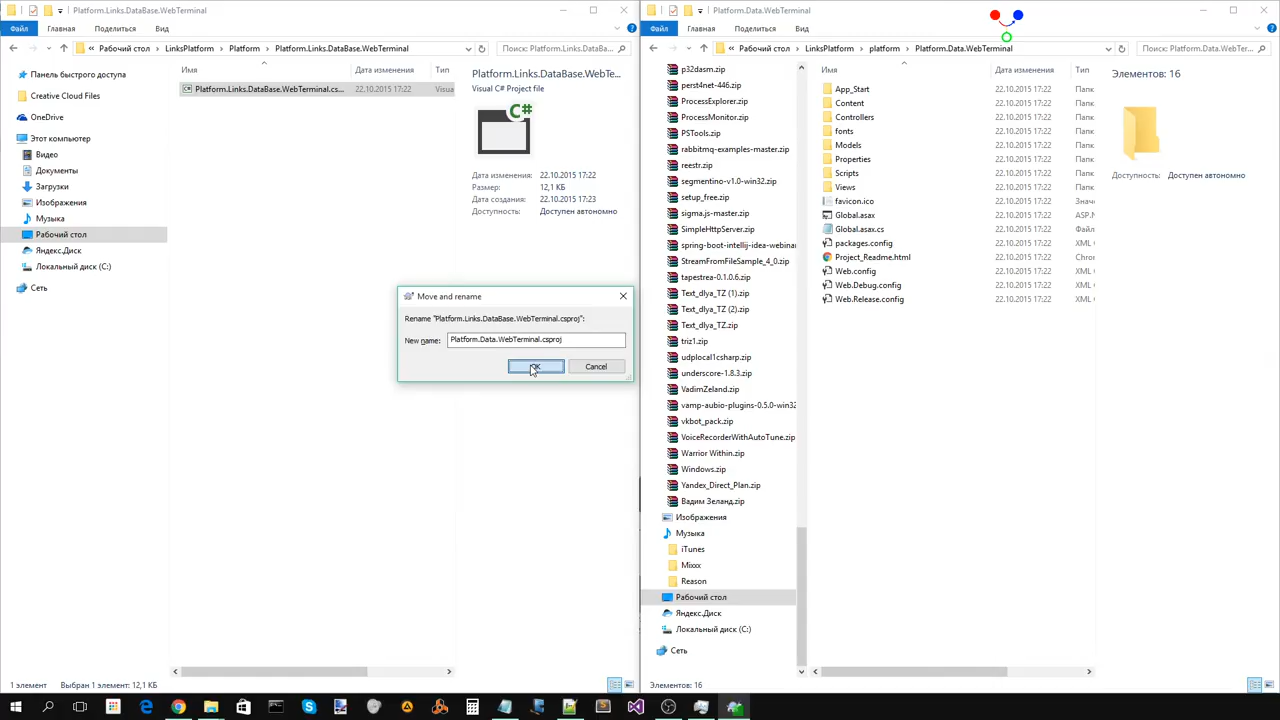 Platform.Links.DataBase.WebTerminal
Файл
Главная
Поделиться
Вид
Рабочий стол
LinksPlatform
Platform
Platform.Links.DataBase.WebTerminal
Поиск: Platform.Links.DataBa...
Панель быстрого доступа
Creative Cloud Files
OneDrive
Этот компьютер
Видео
Документы
Загрузки
Изображения
Музыка
Рабочий стол
Яндекс.Диск
Локальный диск (C:)
Сеть
Имя
Дата изменения
Тип
Platform.Links.DataBase.WebTerminal.cs...
22.10.2015 17:22
Visua
Platform.Links.DataBase.WebTe...
Visual C# Project file
C#
Дата изменения: 22.10.2015 17:22
Размер: 12,1 КБ
Дата создания: 22.10.2015 17:23
Доступность: Доступен автономно
Move and rename
Rename "Platform.Links.DataBase.WebTerminal.csproj":
New name: Platform.Data.WebTerminal.csproj
OK
Cancel
1 элемент
Выбран 1 элемент: 12,1 КБ
Platform.Data.WebTerminal
Файл
Главная
Поделиться
Вид
Рабочий стол
LinksPlatform
platform
Platform.Data.WebTerminal
Поиск: Platform.Data.WebTer...
p32dasm.zip
perst4net-446.zip
ProcessExplorer.zip
ProcessMonitor.zip
PSTools.zip
rabbitmq-examples-master.zip
reestr.zip
segmentino-v1.0-win32.zip
setup_free.zip
sigma.js-master.zip
SimpleHttpServer.zip
spring-boot-intellij-idea-webinar
StreamFromFileSample_4_0.zip
tapestrea-0.1.0.6.zip
Text_dlya_TZ (1).zip
Text_dlya_TZ (2).zip
Text_dlya_TZ.zip
triz1.zip
udplocal1csharp.zip
underscore-1.8.3.zip
VadimZeland.zip
vamp-aubio-plugins-0.5.0-win32
vkbot_pack.zip
VoiceRecorderWithAutoTune.zip
Warrior Within.zip
Windows.zip
Yandex_Direct_Plan.zip
Вадим Зеланд.zip
Изображения
Музыка
iTunes
Mixxx
Reason
Рабочий стол
Яндекс.Диск
Локальный диск (C:)
Сеть
Имя
Дата изменения
Тип
App_Start 22.10.2015 17:22 Папк
Content 22.10.2015 17:22 Папк
Controllers 22.10.2015 17:22 Папк
fonts 22.10.2015 17:22 Папк
Models 22.10.2015 17:22 Папк
Properties 22.10.2015 17:22 Папк
Scripts 22.10.2015 17:22 Папк
Views 22.10.2015 17:22 Папк
favicon.ico 22.10.2015 17:22 Значе
Global.asax 22.10.2015 17:22 ASP.N
Global.asax.cs 22.10.2015 17:22 Файл
packages.config 22.10.2015 17:22 XML C
Project_Readme.html 22.10.2015 17:22 Chro
Web.config 22.10.2015 17:22 XML C
Web.Debug.config 22.10.2015 17:22 XML C
Web.Release.config 22.10.2015 17:22 XML C
Элементов: 16
Доступность: Доступен автономно
Элементов: 16